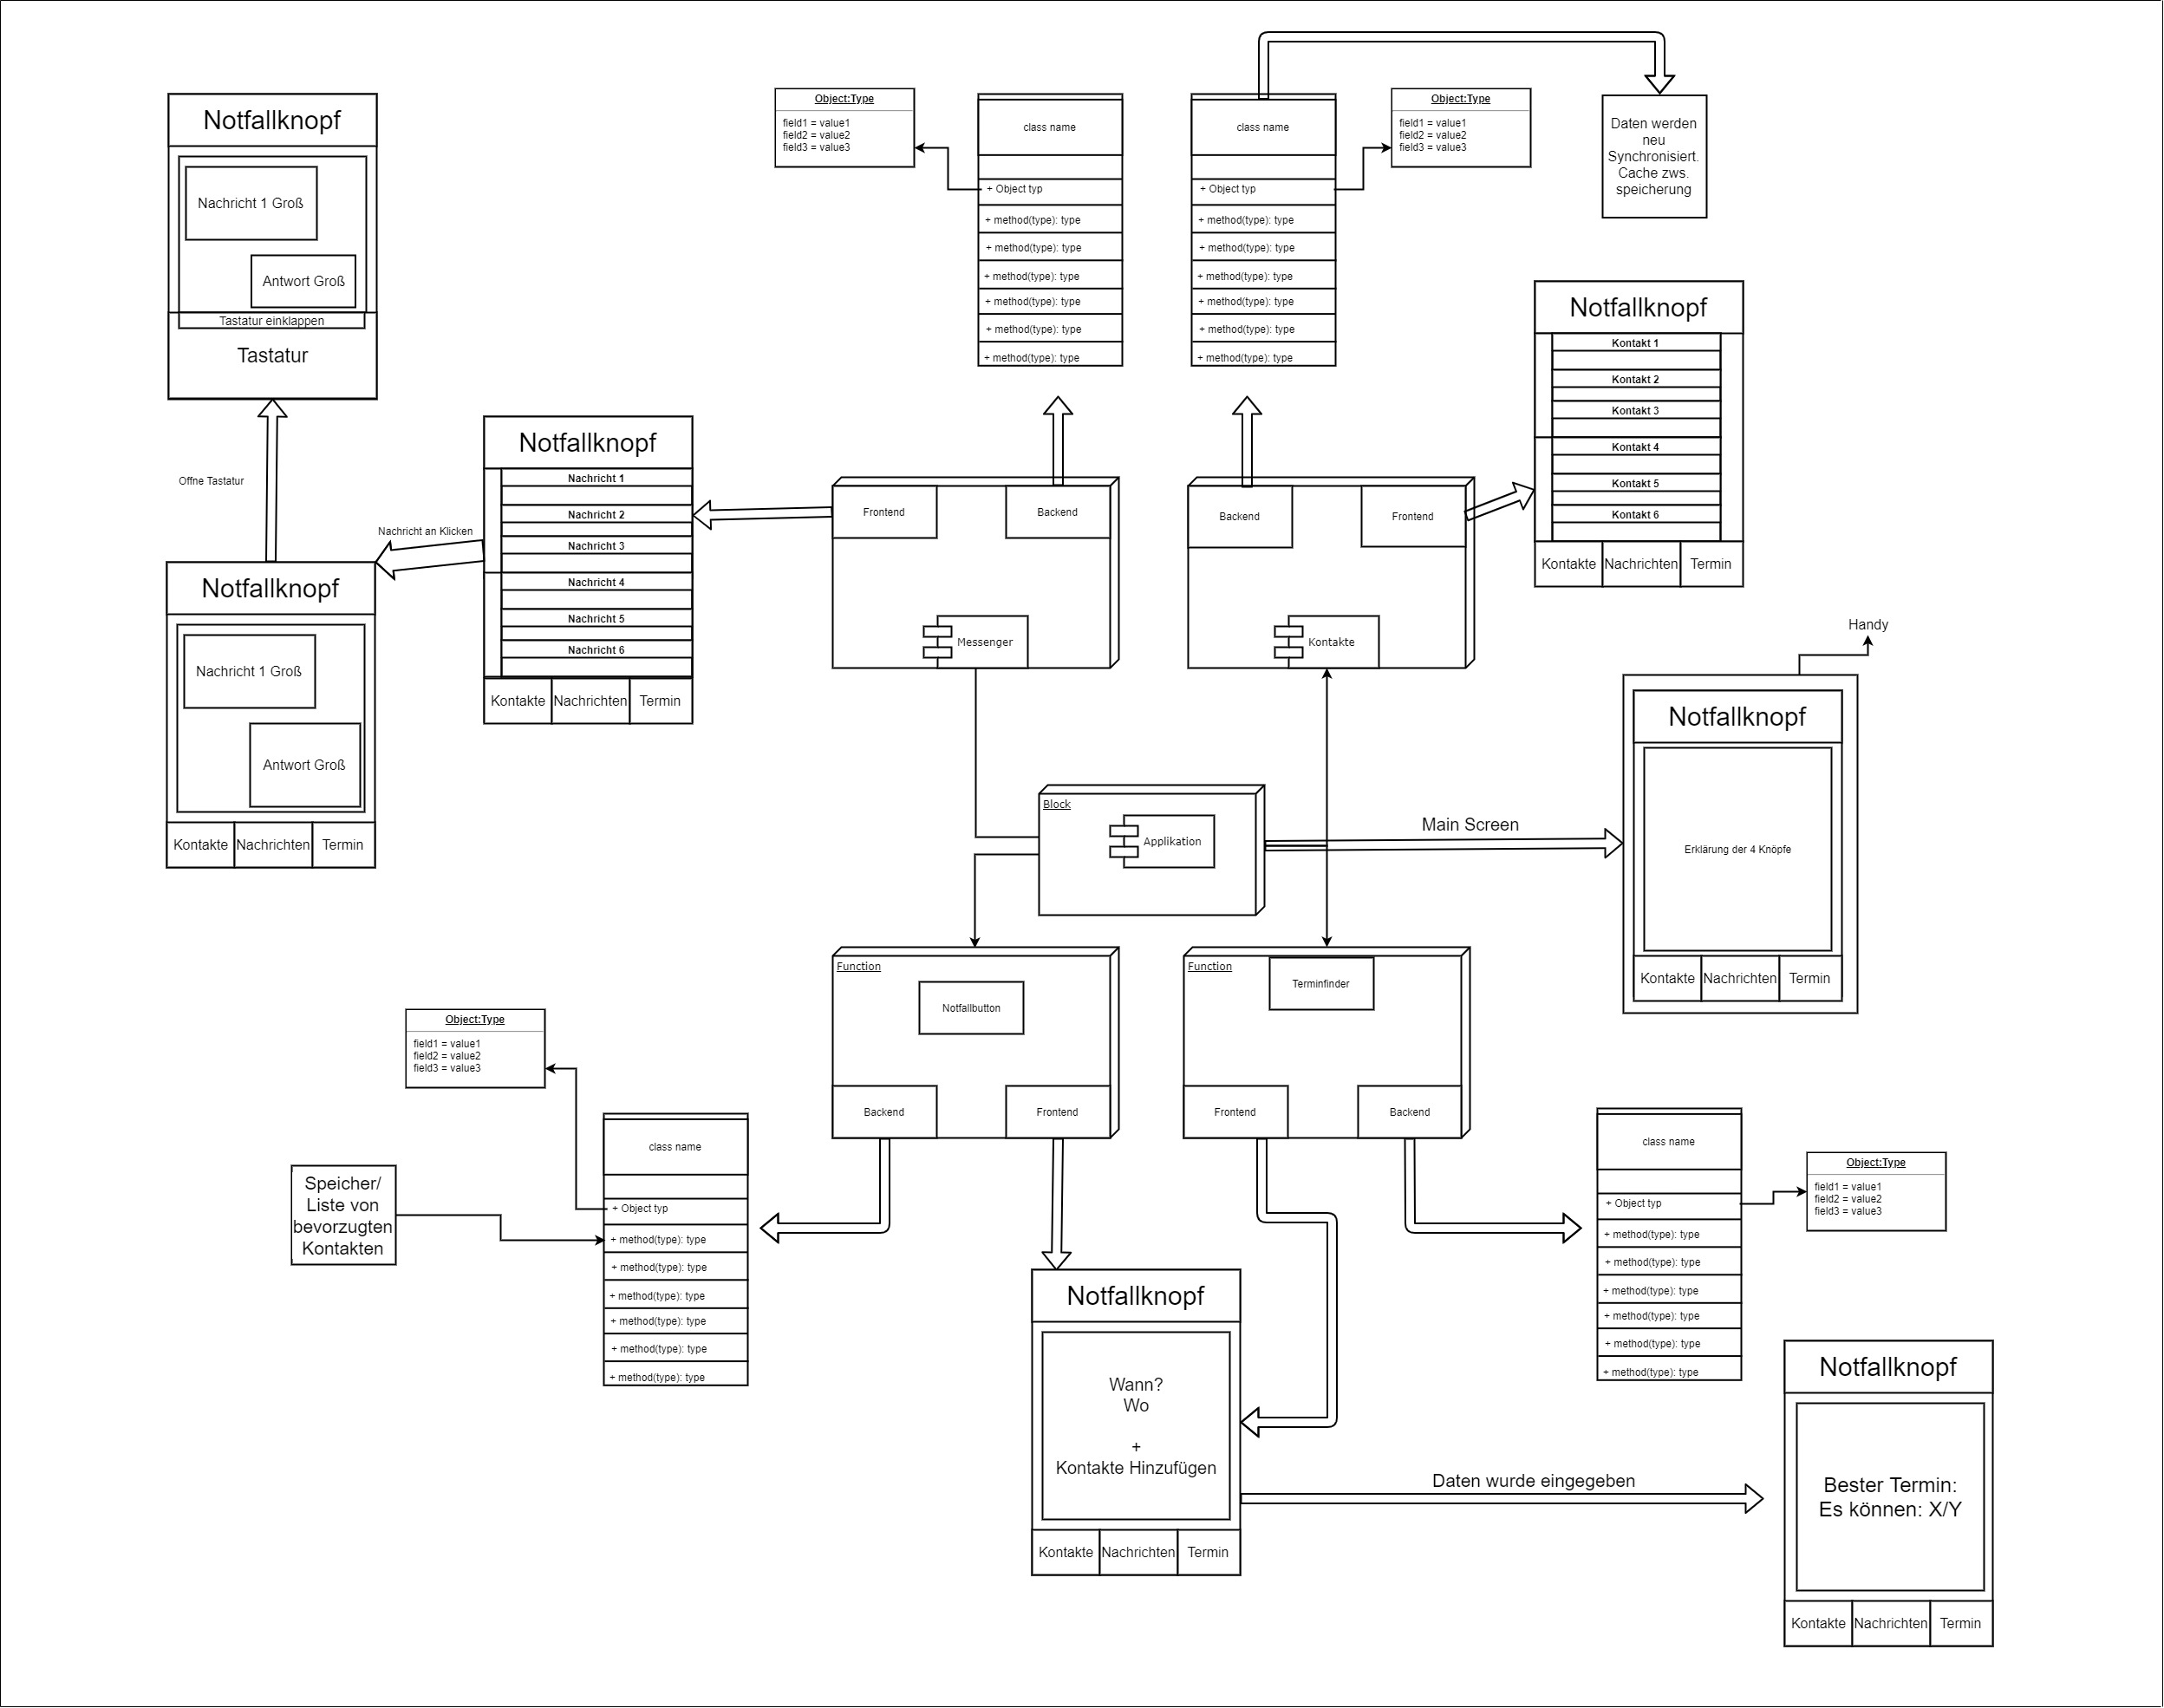 Notfallknopf
Nachricht 1 Groß
Antwort Groß
Tastatur einklappen
Tastatur
Offne Tastatur
Notfallknopf
Nachricht 1 Groß
Antwort Groß
Kontakte
Nachrichten
Termin
Nachricht an Klicken
Notfallknopf
Nachricht 1
Nachricht 2
Nachricht 3
Nachricht 4
Nachricht 5
Nachricht 6
Kontakte
Nachrichten
Termin
Object:Type
field1 = value1
field2 = value2
field3 = value3
class name
+ Object typ
+ method(type): type
+ method(type): type
+ method(type): type
+ method(type): type
+ method(type): type
+ method(type): type
class name
+ Object typ
+ method(type): type
+ method(type): type
+ method(type): type
+ method(type): type
+ method(type): type
+ method(type): type
Object:Type
field1 = value1
field2 = value2
field3 = value3
Daten werden
neu
Synchronisiert.
Cache zws.
speicherung
Notfallknopf
Kontakt 1
Kontakt 2
Kontakt 3
Kontakt 4
Kontakt 5
Kontakt 6
Kontakte
Nachrichten
Termin
Frontend
Backend
Messenger
Backend
Frontend
Kontakte
Block
Applikation
Main Screen
Handy
Notfallknopf
Erklärung der 4 Knöpfe
Kontakte
Nachrichten
Termin
Function
Notfallbutton
Backend
Frontend
Function
Terminfinder
Frontend
Backend
Object:Type
field1 = value1
field2 = value2
field3 = value3
Speicher/
Liste von
bevorzugten
Kontakten
class name
+ Object typ
+ method(type): type
+ method(type): type
+ method(type): type
+ method(type): type
+ method(type): type
+ method(type): type
Notfallknopf
Wann?
Wo
+
Kontakte Hinzufügen
Kontakte
Nachrichten
Termin
Daten wurde eingegeben
class name
+ Object typ
+ method(type): type
+ method(type): type
+ method(type): type
+ method(type): type
+ method(type): type
+ method(type): type
Object:Type
field1 = value1
field2 = value2
field3 = value3
Notfallknopf
Bester Termin:
Es können: X/Y
Kontakte
Nachrichten
Termin